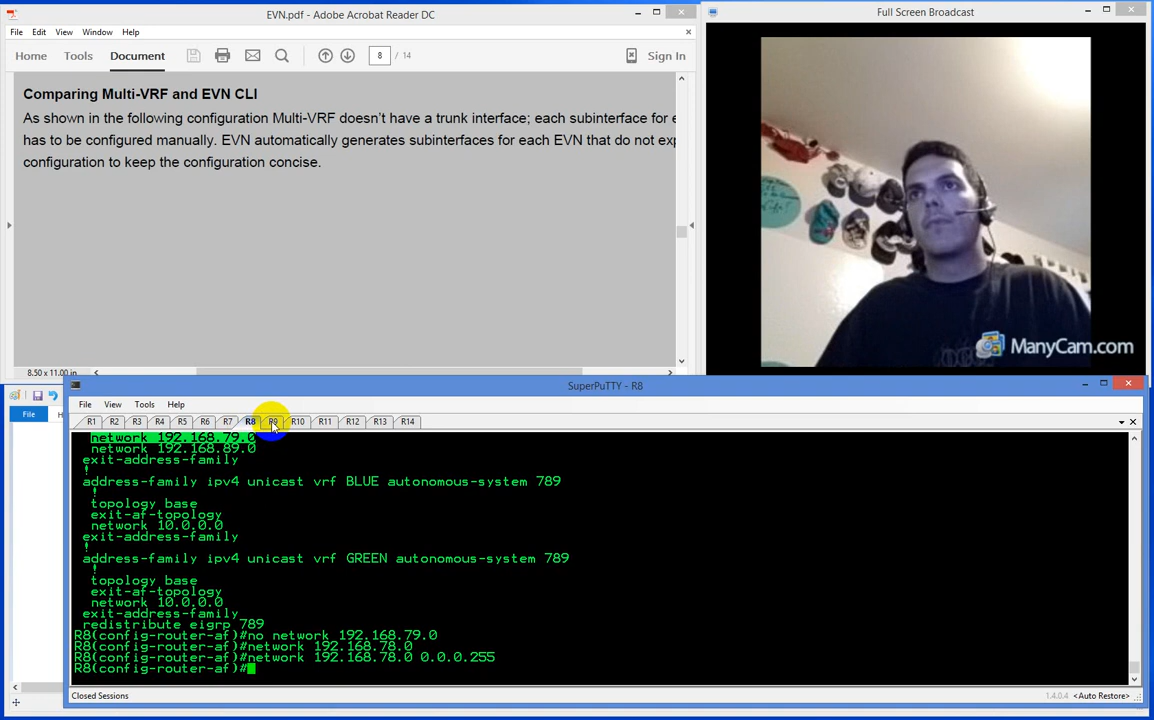 EVN.pdf - Adobe Acrobat Reader DC
File Edit View Window Help
Home Tools Document 8 / 14 Sign In
Comparing Multi-VRF and EVN CLI
As shown in the following configuration Multi-VRF doesn't have a trunk interface; each subinterface for e
has to be configured manually. EVN automatically generates subinterfaces for each EVN that do not exp
configuration to keep the configuration concise.
8.50 x 11.00 in
Full Screen Broadcast
ManyCam.com
File H
SuperPuTTY - R8
File View Tools Help
R1 R2 R3 R4 R5 R6 R7 R8 R9 R10 R11 R12 R13 R14
network 192.168.79.0
network 192.168.89.0
exit-address-family
!
address-family ipv4 unicast vrf BLUE autonomous-system 789
!
topology base
exit-af-topology
network 10.0.0.0
exit-address-family
!
address-family ipv4 unicast vrf GREEN autonomous-system 789
!
topology base
exit-af-topology
network 10.0.0.0
exit-address-family
redistribute eigrp 789
R8(config-router-af)#no network 192.168.79.0
R8(config-router-af)#network 192.168.78.0
R8(config-router-af)#network 192.168.78.0 0.0.0.255
R8(config-router-af)#
Closed Sessions 1.4.0.4 <Auto Restore>